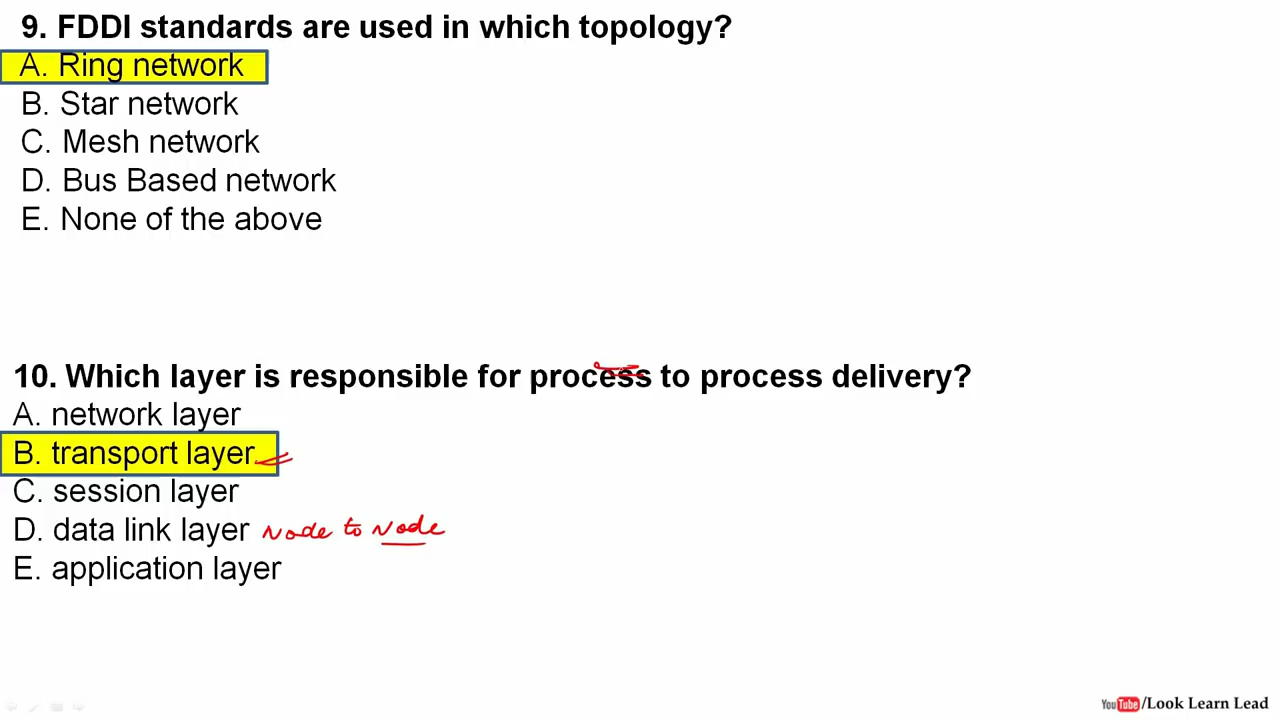 9. FDDI standards are used in which topology?
A. Ring network
B. Star network
C. Mesh network
D. Bus Based network
E. None of the above
10. Which layer is responsible for process to process delivery?
A. network layer
B. transport layer.
C. session layer
D. data link layer Node to Node
E. application layer
YouTube/Look Learn Lead